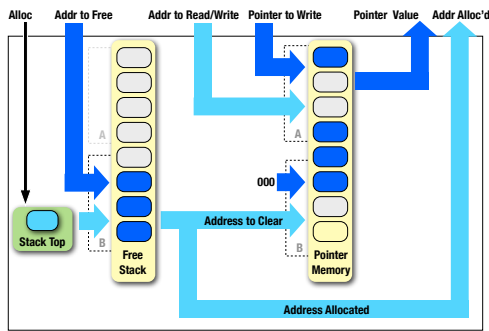 Alloc
Addr to Free
Addr to Read/Write
Pointer to Write
Pointer Value
Addr Alloc'd
A
A
000
Address to Clear
Stack Top
B
B
Free
Stack
Pointer
Memory
Address Allocated